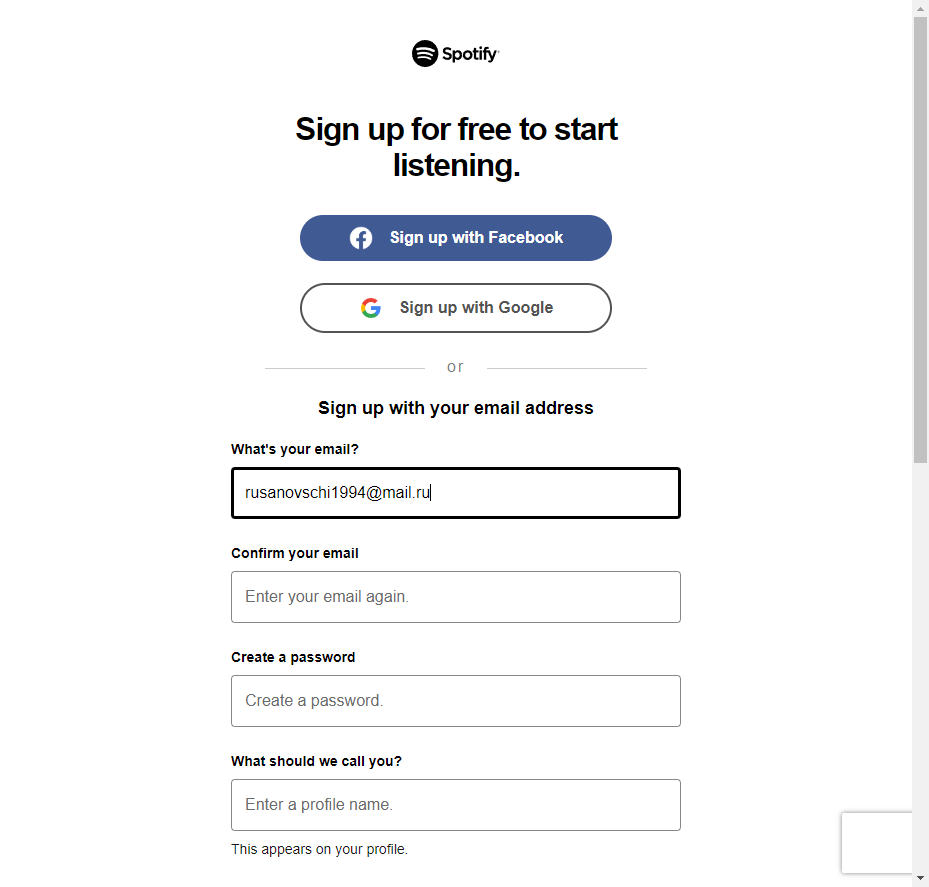 Spotify
Sign up for free to start
listening.
Sign up with Facebook
Sign up with Google
or
Sign up with your email address
What's your email?
rusanovschi1994@mail.ru
Confirm your email
Enter your email again.
Create a password
Create a password.
What should we call you?
Enter a profile name.
This appears on your profile.